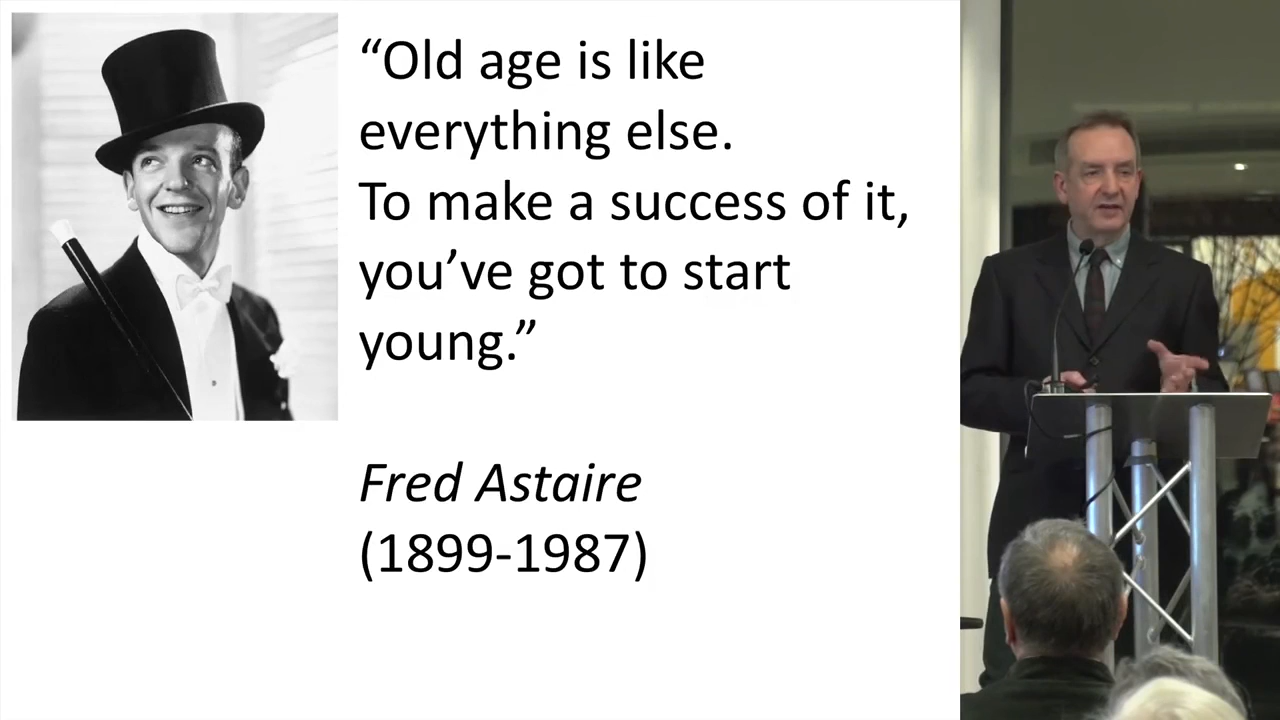 “Old age is like
everything else.
To make a success of it,
you’ve got to start
young.”
Fred Astaire
(1899-1987)